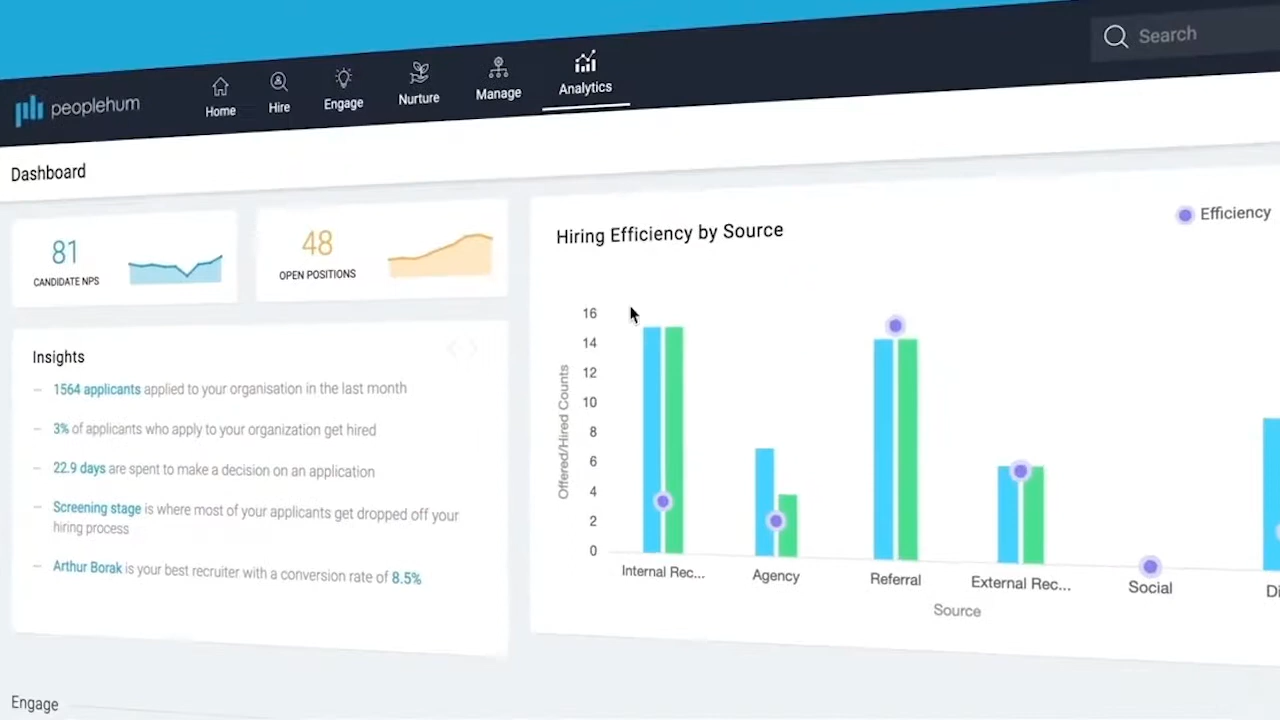 peoplehum
Home
Hire
Engage
Nurture
Manage
Analytics
Search
Dashboard
81
CANDIDATE NPS
48
OPEN POSITIONS
Insights
– 1564 applicants applied to your organisation in the last month
– 3% of applicants who apply to your organization get hired
– 22.9 days are spent to make a decision on an application
– Screening stage is where most of your applicants get dropped off your
hiring process
– Arthur Borak is your best recruiter with a conversion rate of 8.5%
Hiring Efficiency by Source
Efficiency
Offered/Hired Counts
16
14
12
10
8
6
4
2
0
Internal Rec...
Agency
Referral
External Rec...
Social
Di
Source
Engage